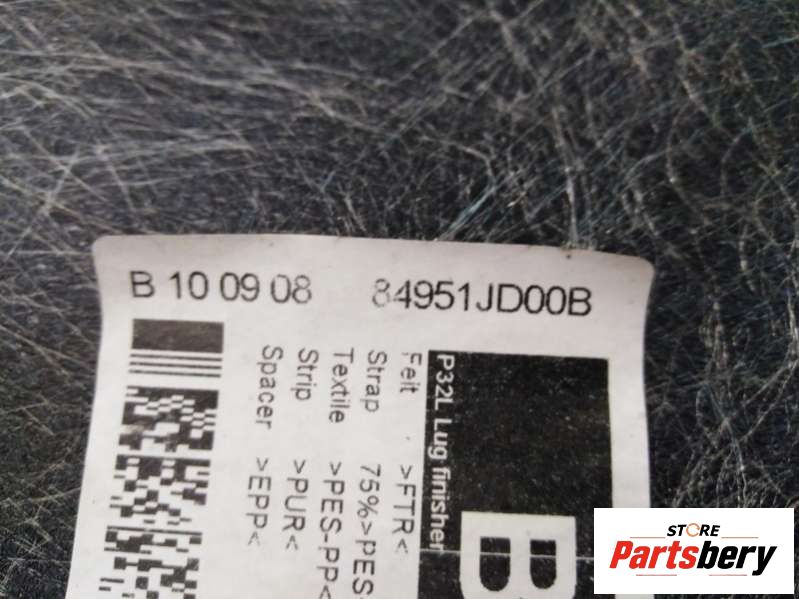 B 10 09 08 84951JD00B
P32L Lug finisher
B
Feit >FTR<
Strap 75%>PES
Textile >PES-PP<
Strip >PUR<
Spacer >EPP<
STORE
Partsbery